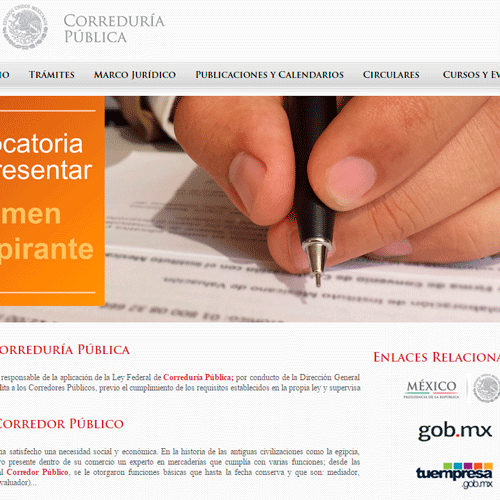 CORREDURÍA
PÚBLICA
IO TRÁMITES MARCO JURÍDICO PUBLICACIONES Y CALENDARIOS CIRCULARES CURSOS Y EV
ocatoria
resentar
men
pirante
CORREDURÍA PÚBLICA
responsable de la aplicación de la Ley Federal de Correduría Pública; por conducto de la Dirección General
lita a los Corredores Públicos, previo el cumplimiento de los requisitos establecidos en la propia ley y supervisa
CORREDOR PÚBLICO
na satisfecho una necesidad social y económica. En la historia de las antiguas civilizaciones como la egipcia,
vo presente dentro de su comercio un experto en mercaderías que cumplía con varias funciones; desde las
al Corredor Público, se le otorgaron funciones básicas que hasta la fecha conserva y que son: mediador,
evaluador)...
ENLACES RELACIONA
MÉXICO
PRESIDENCIA DE LA REPÚBLICA
gob.mx
tuempresa
.gob.mx